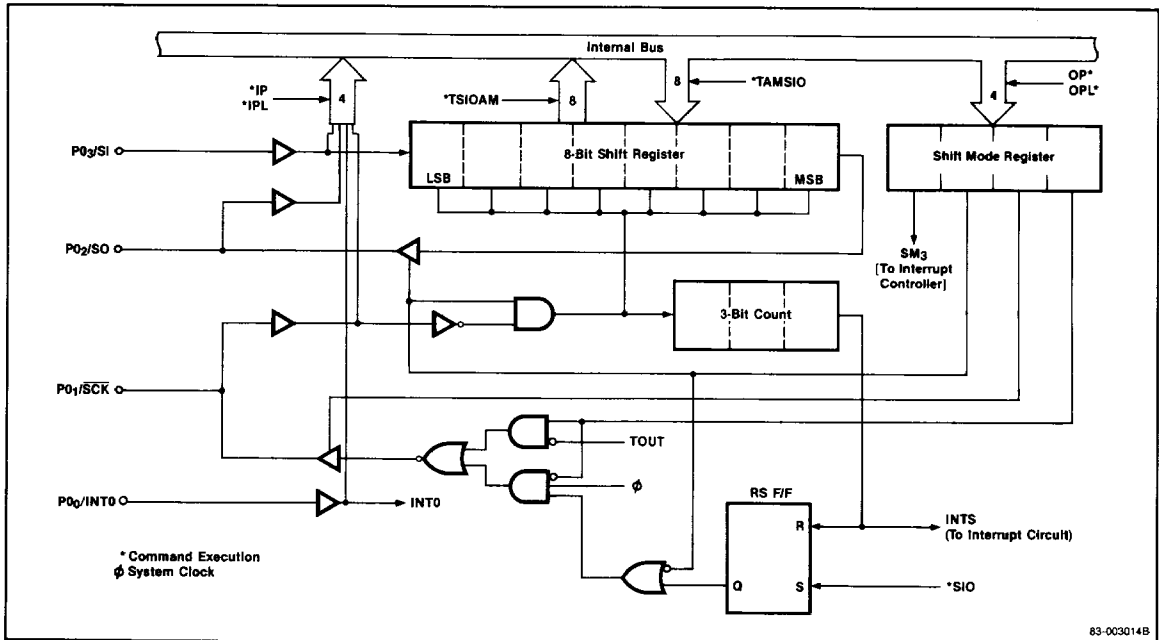 Internal Bus
*IP
*IPL
4
*TSIOAM
8
8
*TAMSIO
4
OP*
OPL*
P0₃/SI
8-Bit Shift Register
LSB
MSB
Shift Mode Register
P0₂/SO
SM₃
[To Interrupt
Controller]
3-Bit Count
P0₁/S̅C̅K̅
TOUT
ϕ
P0₀/INT0
INT0
RS F/F
R
INTS
(To Interrupt Circuit)
Q
S
*SIO
* Command Execution
ϕ System Clock
83-003014B